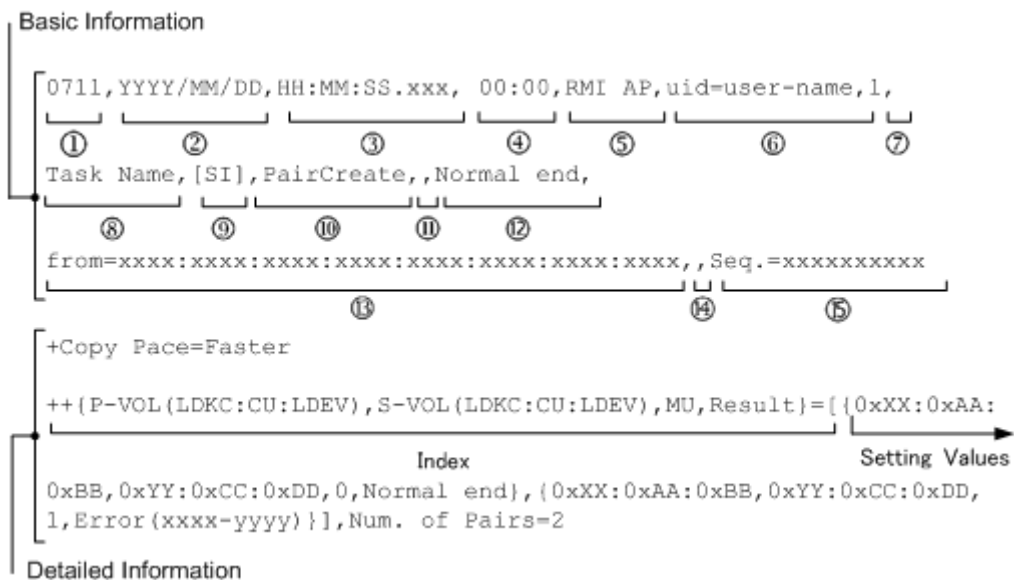 Basic Information
0711,YYYY/MM/DD,HH:MM:SS.xxx, 00:00,RMI AP,uid=user-name,1,
① ② ③ ④ ⑤ ⑥ ⑦
Task Name,[SI],PairCreate,,Normal end,
⑧ ⑨ ⑩ ⑪ ⑫
from=xxxx:xxxx:xxxx:xxxx:xxxx:xxxx:xxxx:xxxx,,Seq.=xxxxxxxxxx
⑬ ⑭ ⑮
+Copy Pace=Faster
++{P-VOL(LDKC:CU:LDEV),S-VOL(LDKC:CU:LDEV),MU,Result}=[{0xXX:0xAA:
Index Setting Values
0xBB,0xYY:0xCC:0xDD,0,Normal end},{0xXX:0xAA:0xBB,0xYY:0xCC:0xDD,
1,Error(xxxx-yyyy)}],Num. of Pairs=2
Detailed Information